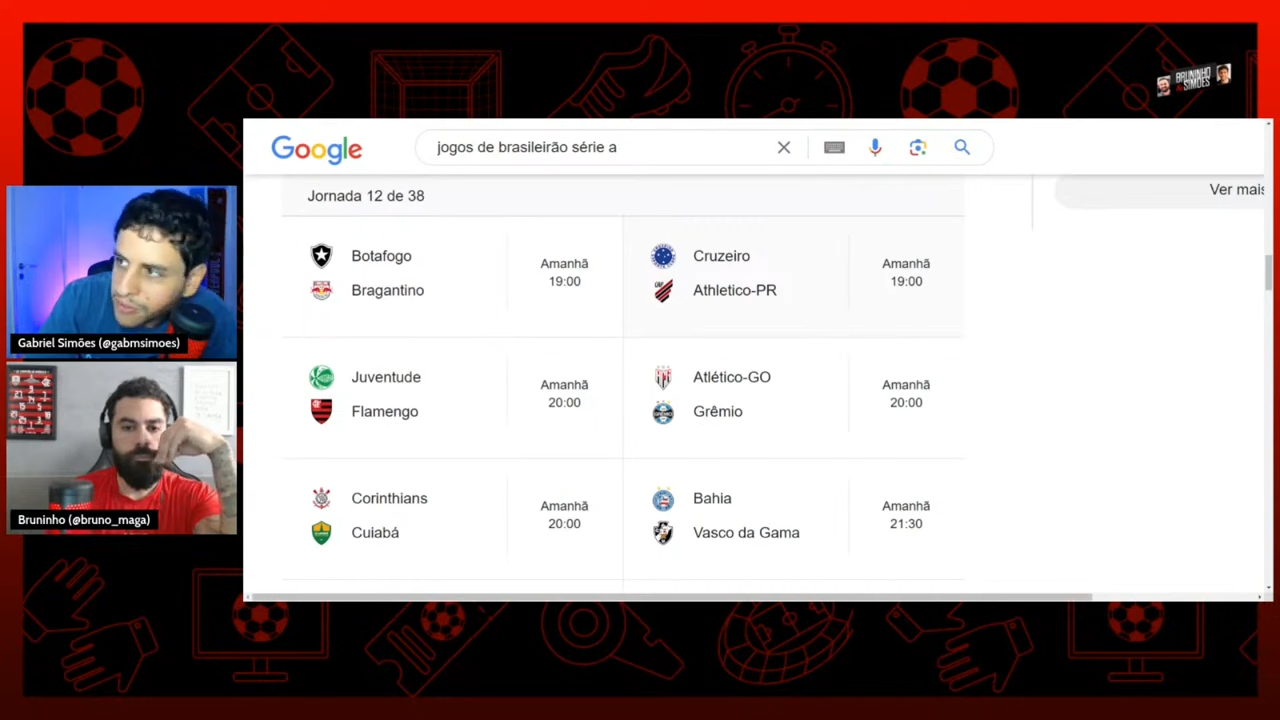 BRUNINHO
& SIMÕES
Google
jogos de brasileirão série a
Ver mais
Jornada 12 de 38
Botafogo
Bragantino
Amanhã
19:00
Cruzeiro
Athletico-PR
Amanhã
19:00
Juventude
Flamengo
Amanhã
20:00
Atlético-GO
Grêmio
Amanhã
20:00
Corinthians
Cuiabá
Amanhã
20:00
Bahia
Vasco da Gama
Amanhã
21:30
Gabriel Simões (@gabmsimoes)
Bruninho (@bruno_maga)